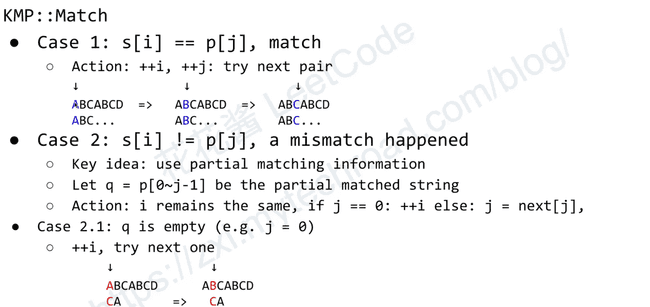 KMP::Match
● Case 1: s[i] == p[j], match
○ Action: ++i, ++j: try next pair
↓ ↓ ↓
ABCABCD => ABCABCD => ABCABCD
ABC... ABC... ABC...
● Case 2: s[i] != p[j], a mismatch happened
○ Key idea: use partial matching information
○ Let q = p[0~j-1] be the partial matched string
○ Action: i remains the same, if j == 0: ++i else: j = next[j],
● Case 2.1: q is empty (e.g. j = 0)
○ ++i, try next one
↓ ↓
ABCABCD ABCABCD
CA => CA
花花酱 LeetCode
https://zxi.mytechroad.com/blog/